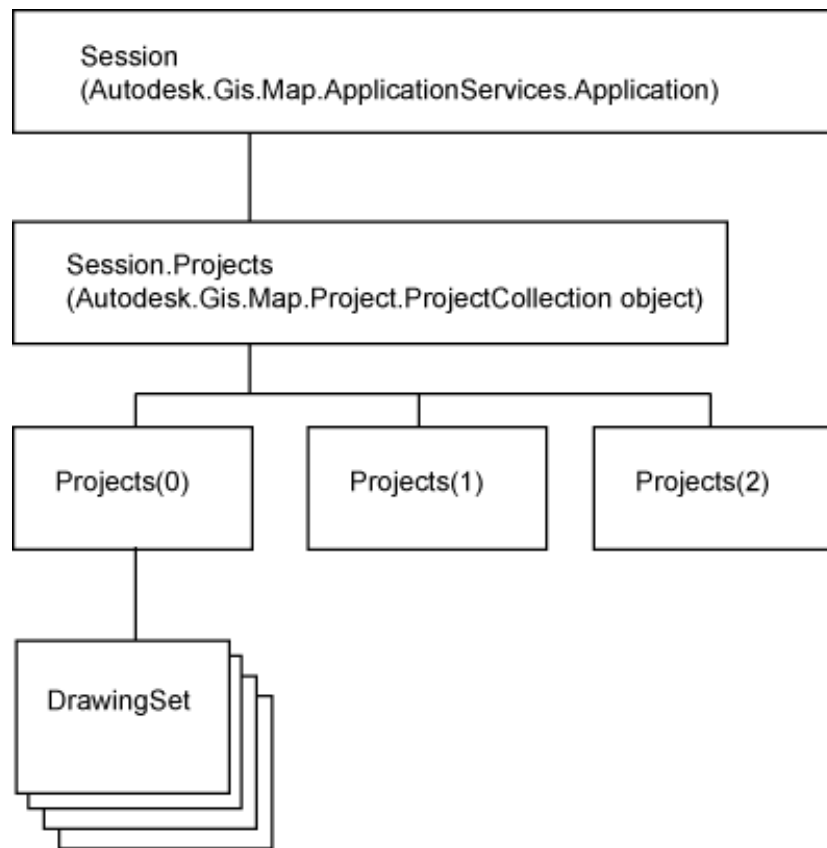 Session
(Autodesk.Gis.Map.ApplicationServices.Application)
Session.Projects
(Autodesk.Gis.Map.Project.ProjectCollection object)
Projects(0)
Projects(1)
Projects(2)
DrawingSet